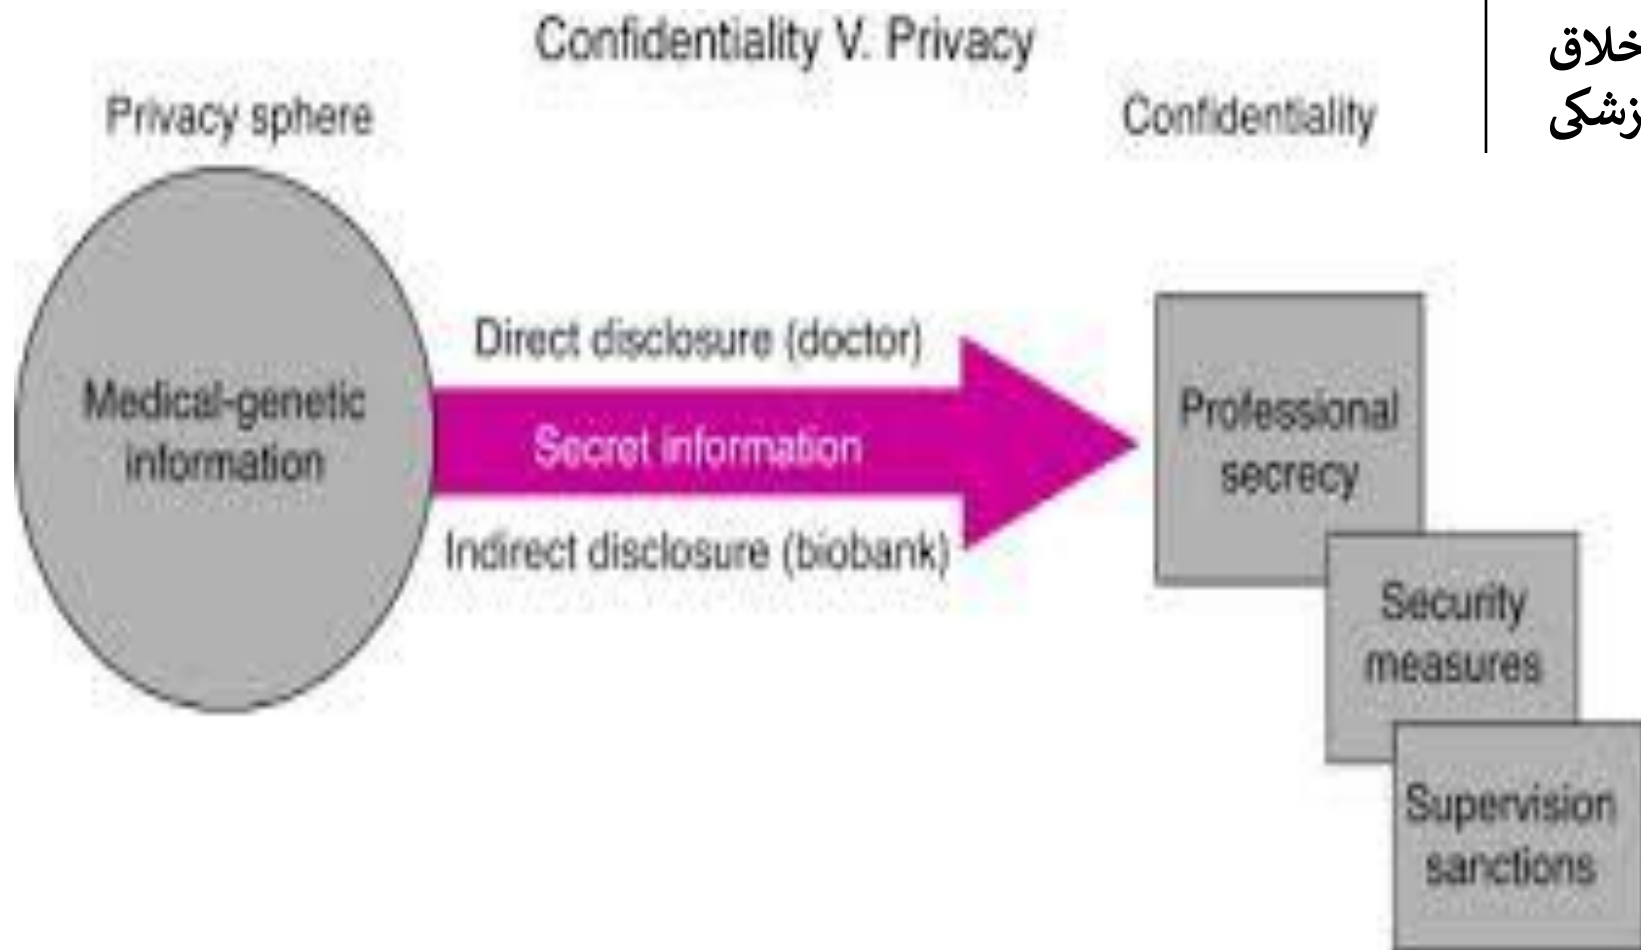 Confidentiality V. Privacy
خلاق
زشکی
Privacy sphere
Confidentiality
Medical-genetic
information
Direct disclosure (doctor)
Secret information
Indirect disclosure (biobank)
Professional
secrecy
Security
measures
Supervision
sanctions